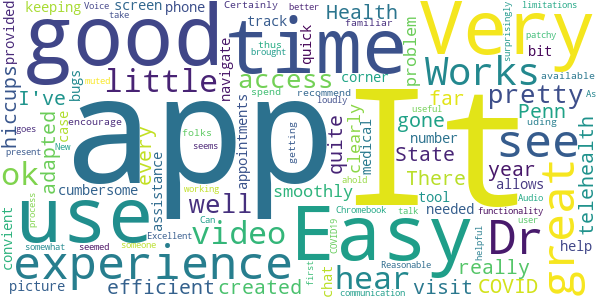 Voice screen phone Health familiar better limitations
keeping track thus brought take quick loudly
good time Very
provided hiccups bugs little navigate access corner problem Works bit surprisingly patchy available As
I've muted pretty
app It
ok adapted case every encourage folks appointments getting quite clearly medical gone far number Penn recommend spend useful see
goes present New seems smoothly State year uding
cumbersome assistance well There allows tool needed great telehealth
use Easy Dr
convient process somewhat seemed working someone Chromebook Can talk functionality Audio user
video hear really help
experience Excellent COVID19 first chat helpful Reasonable ahold
picture efficient created visit COVID communication